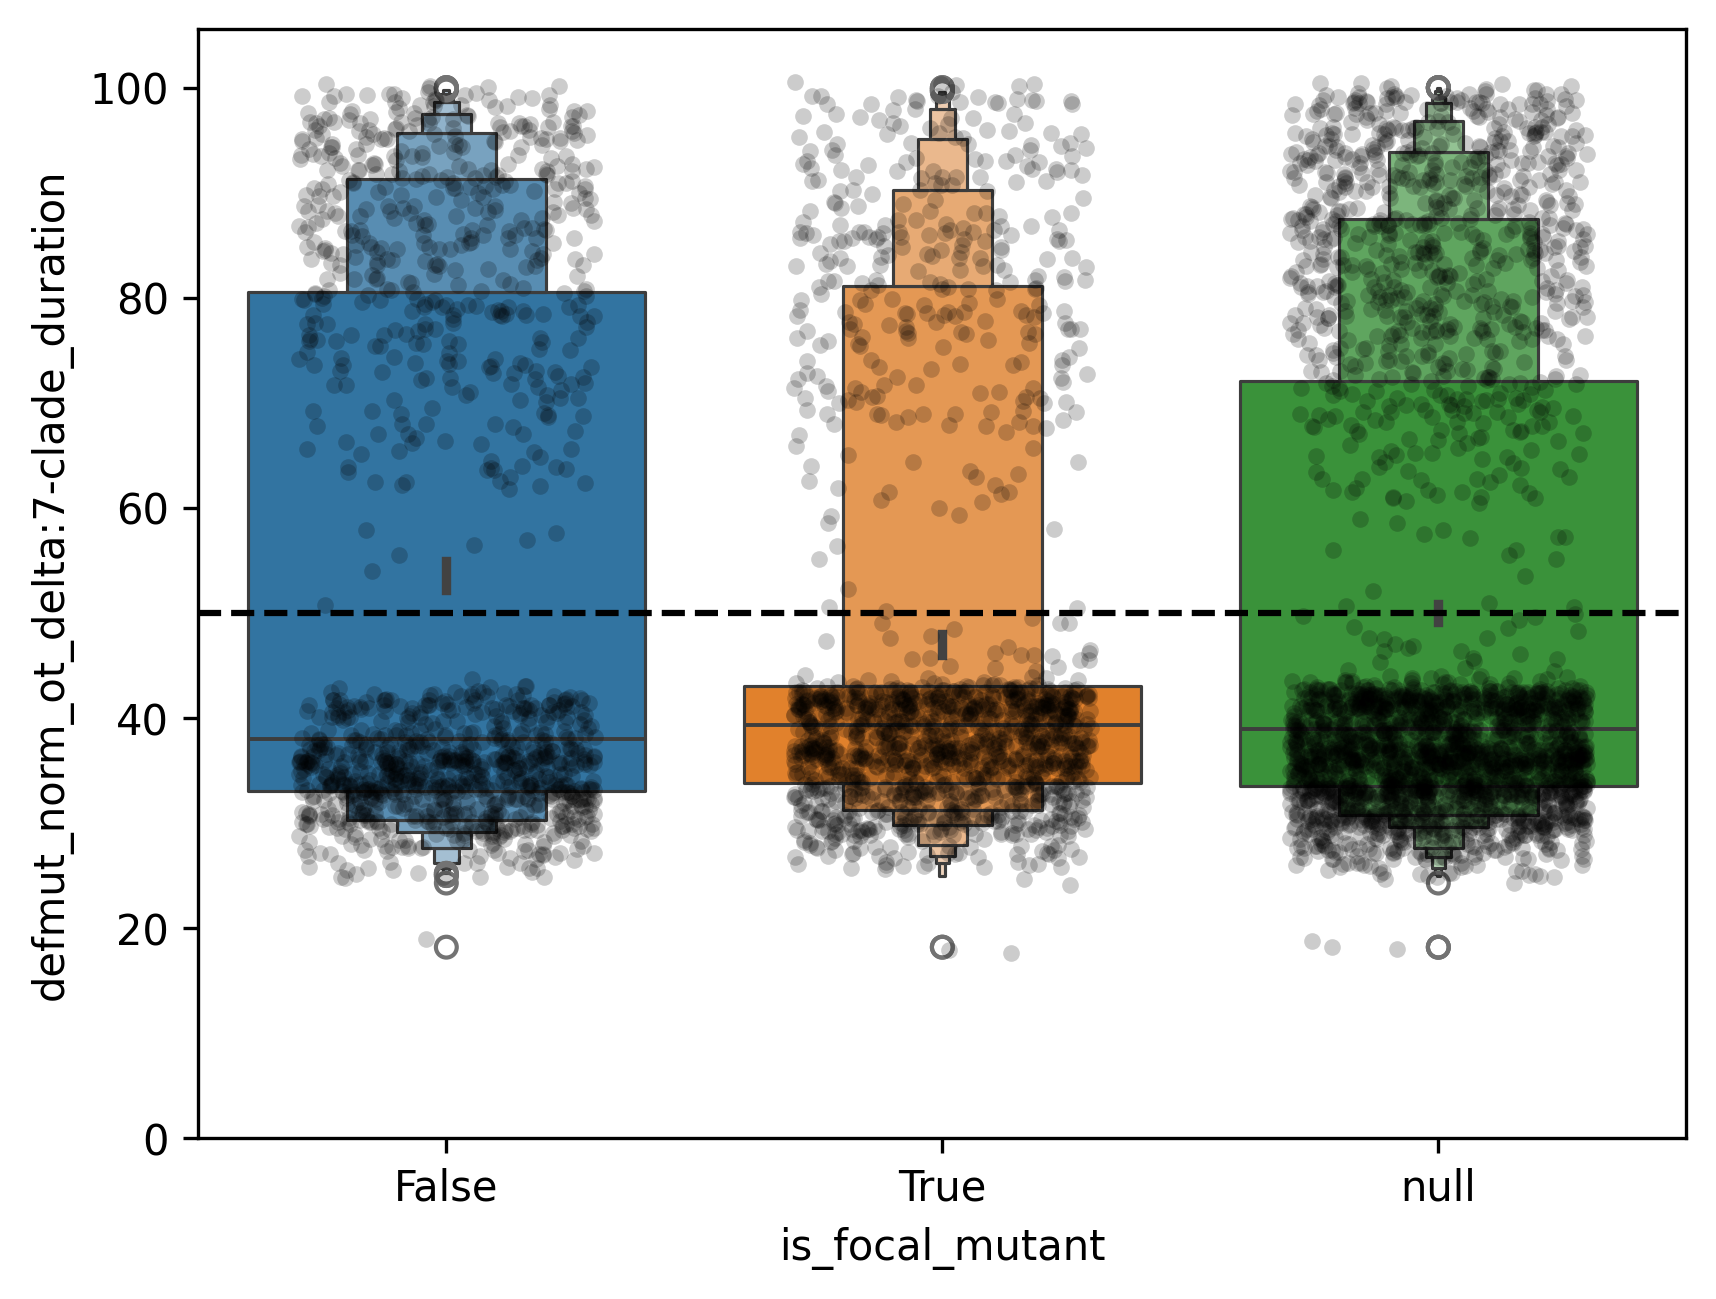 defmut_norm_ot_delta:7-clade_duration
100
80
60
40
20
0
False
True
null
is_focal_mutant